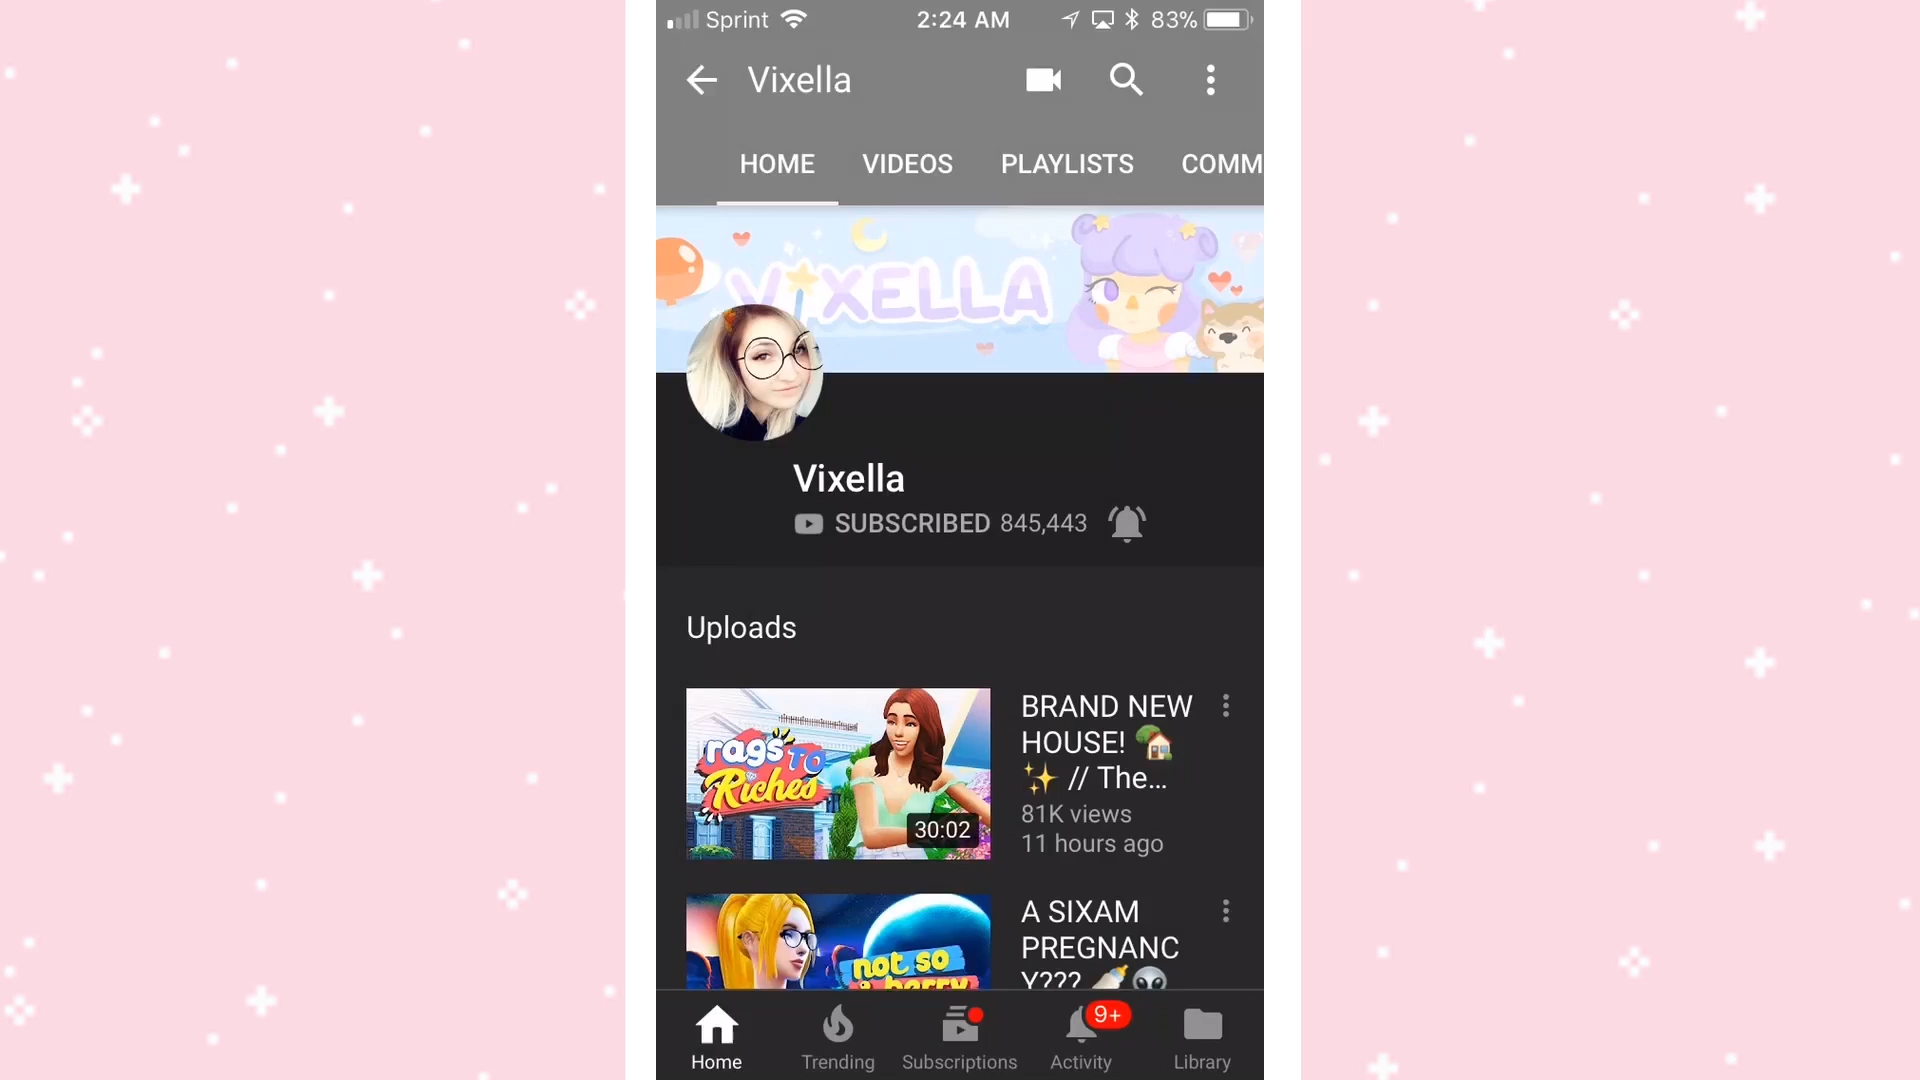 Sprint 2:24 AM 83%
Vixella
HOME VIDEOS PLAYLISTS COMM
VIXELLA
Vixella
SUBSCRIBED 845,443
Uploads
rags TO
Riches
30:02
BRAND NEW
HOUSE! 🏡
✨ // The...
81K views
11 hours ago
not so
berry
A SIXAM
PREGNANC
Y??? 🍼👽
9+
Home Trending Subscriptions Activity Library